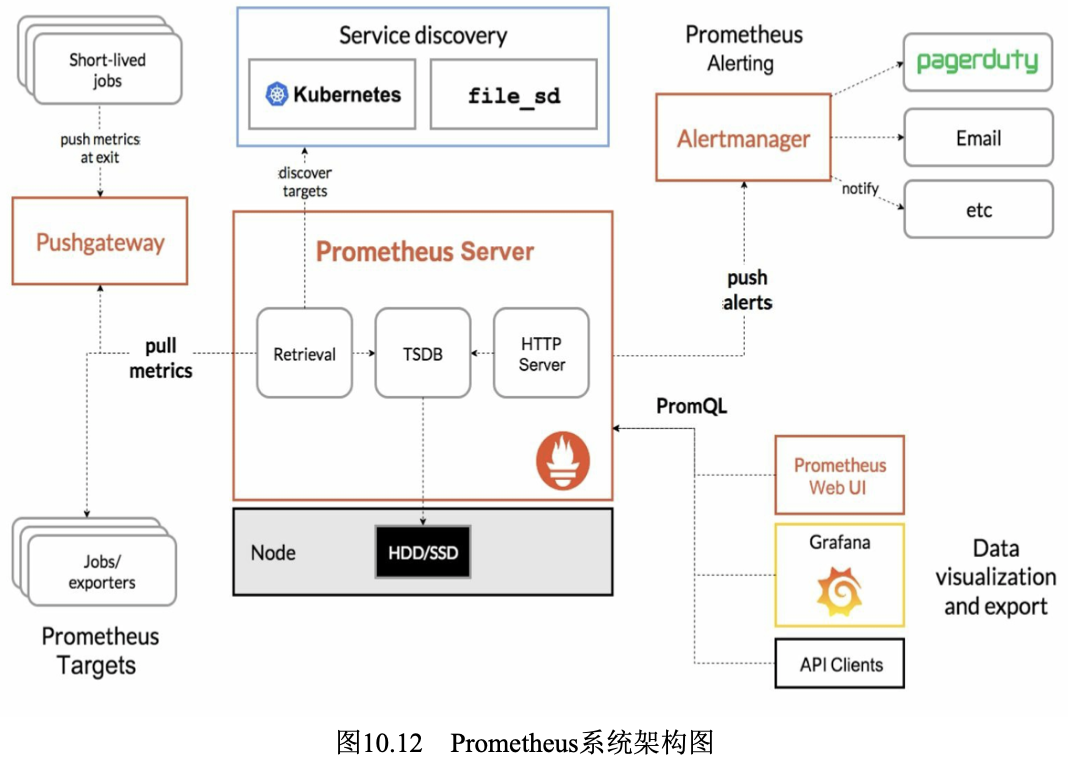 Short-lived
jobs
push metrics
at exit
Pushgateway
pull
metrics
Jobs/
exporters
Prometheus
Targets
Service discovery
Kubernetes
file_sd
discover
targets
Prometheus Server
Retrieval
TSDB
HTTP
Server
Node
HDD/SSD
Prometheus
Alerting
Alertmanager
pagerduty
Email
notify
etc
push
alerts
PromQL
Prometheus
Web UI
Grafana
API Clients
Data
visualization
and export
图10.12 Prometheus系统架构图